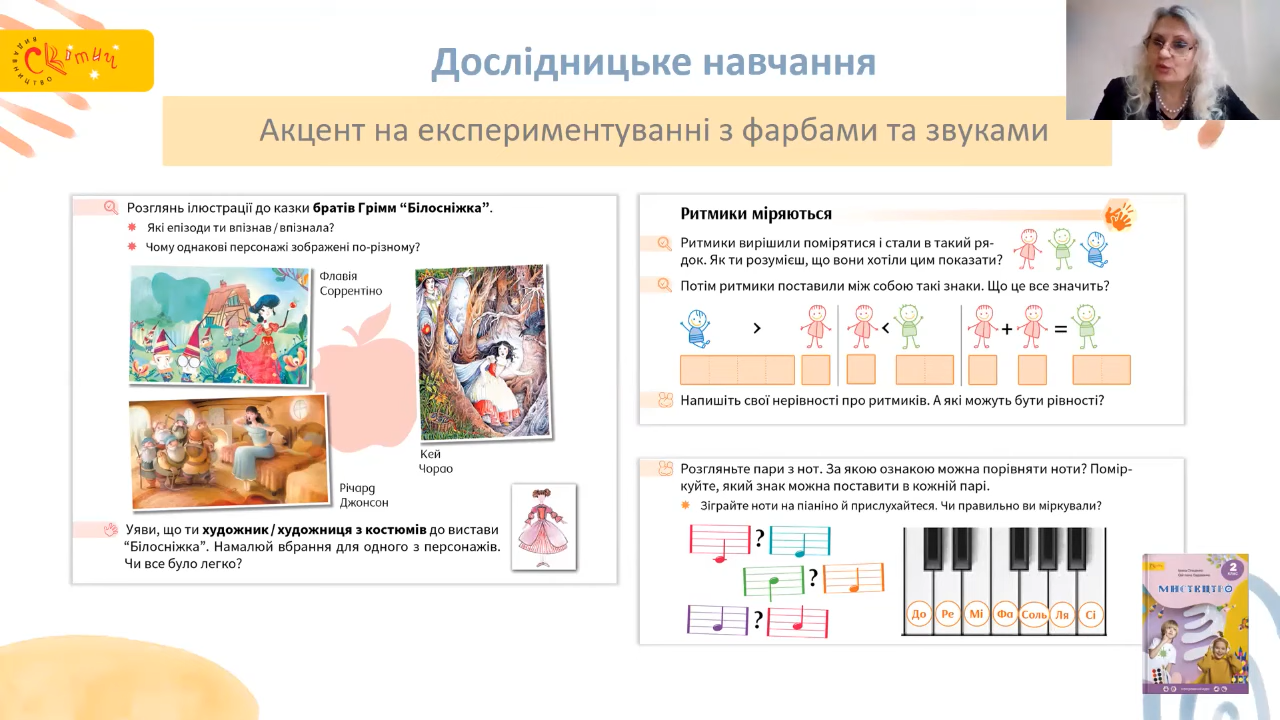 ВИДАВНИЦТВО
Світич
Дослідницьке навчання
Акцент на експериментуванні з фарбами та звуками
Розглянь ілюстрації до казки братів Грімм “Білосніжка”.
Які епізоди ти впізнав / впізнала?
Чому однакові персонажі зображені по-різному?
Флавія
Соррентіно
Кей
Чорао
Річард
Джонсон
Уяви, що ти художник / художниця з костюмів до вистави
“Білосніжка”. Намалюй вбрання для одного з персонажів.
Чи все було легко?
Ритмики міряються
Ритмики вирішили помірятися і стали в такий ря-
док. Як ти розумієш, що вони хотіли цим показати?
Потім ритмики поставили між собою такі знаки. Що це все значить?
> < + =
Напишіть свої нерівності про ритмиків. А які можуть бути рівності?
Розгляньте пари з нот. За якою ознакою можна порівняти ноти? Помір-
куйте, який знак можна поставити в кожній парі.
Зіграйте ноти на піаніно й прислухайтеся. Чи правильно ви міркували?
?
?
?
До Ре Мі Фа Соль Ля Сі
2
КЛАС
МИСТЕЦТВО